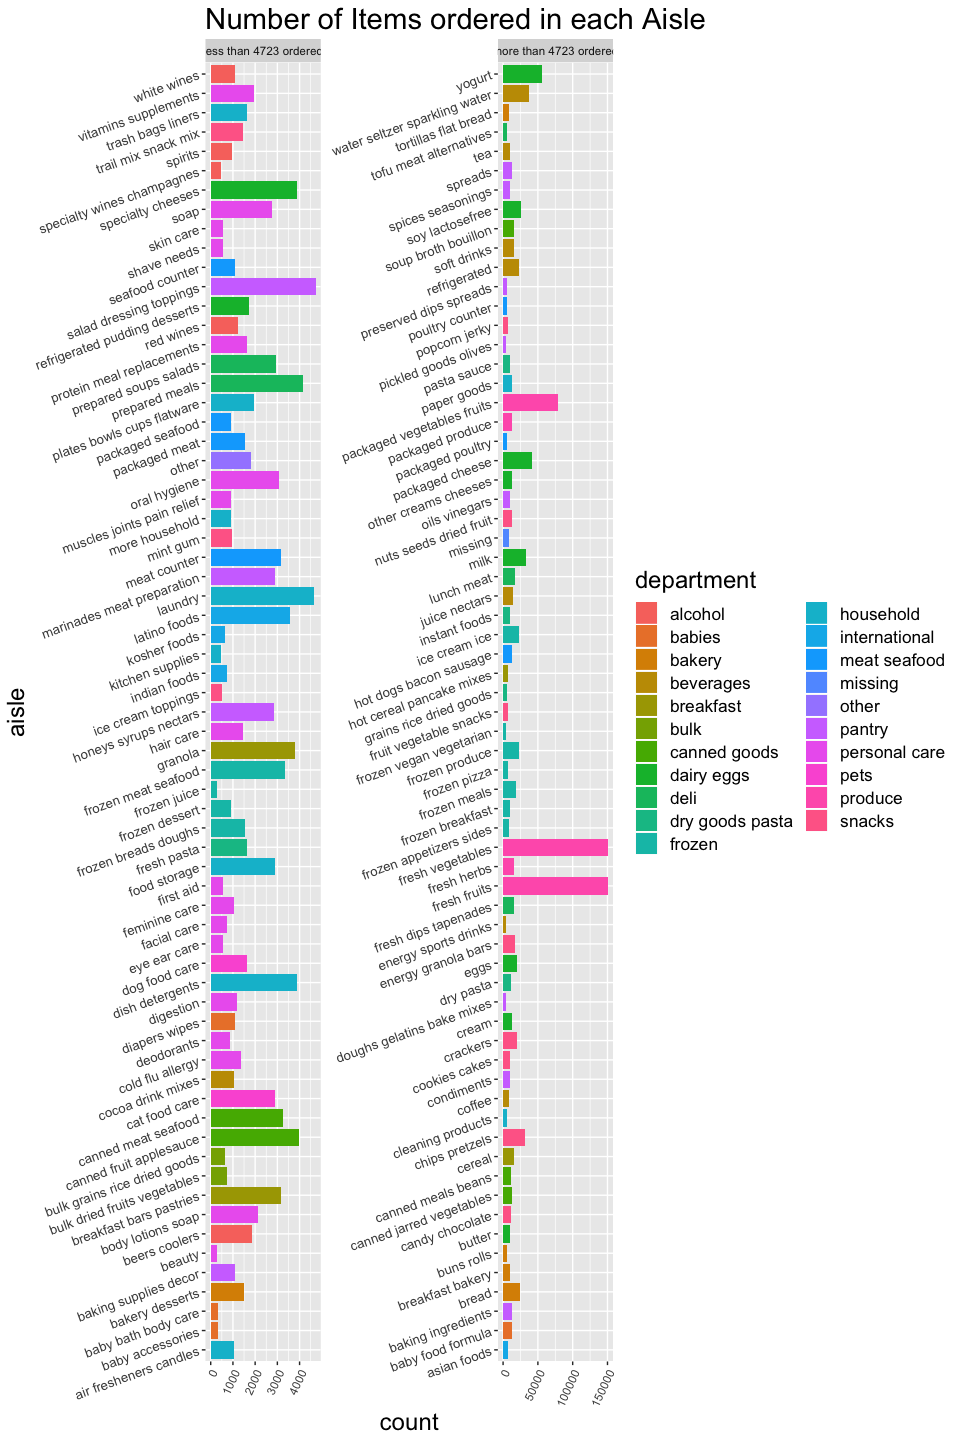 Number of Items ordered in each Aisle
ess than 4723 ordered
more than 4723 ordered
white wines
vitamins supplements
trash bags liners
trail mix snack mix
spirits
specialty wines champagnes
specialty cheeses
soap
skin care
shave needs
seafood counter
salad dressing toppings
refrigerated pudding desserts
red wines
protein meal replacements
prepared soups salads
prepared meals
plates bowls cups flatware
packaged seafood
packaged meat
other
oral hygiene
muscles joints pain relief
more household
mint gum
meat counter
marinades meat preparation
laundry
latino foods
kosher foods
kitchen supplies
indian foods
ice cream toppings
honeys syrups nectars
hair care
granola
frozen meat seafood
frozen juice
frozen dessert
frozen breads doughs
fresh pasta
food storage
first aid
feminine care
facial care
eye ear care
dog food care
dish detergents
digestion
diapers wipes
deodorants
cold flu allergy
cocoa drink mixes
cat food care
canned meat seafood
canned fruit applesauce
bulk grains rice dried goods
bulk dried fruits vegetables
breakfast bars pastries
body lotions soap
beers coolers
beauty
baking supplies decor
bakery desserts
baby bath body care
baby accessories
air fresheners candles
0
1000
2000
3000
4000
yogurt
water seltzer sparkling water
tortillas flat bread
tofu meat alternatives
tea
spreads
spices seasonings
soy lactosefree
soup broth bouillon
soft drinks
refrigerated
preserved dips spreads
poultry counter
popcorn jerky
pickled goods olives
pasta sauce
paper goods
packaged vegetables fruits
packaged produce
packaged poultry
packaged cheese
other creams cheeses
oils vinegars
nuts seeds dried fruit
missing
milk
lunch meat
juice nectars
instant foods
ice cream ice
hot dogs bacon sausage
hot cereal pancake mixes
grains rice dried goods
fruit vegetable snacks
frozen vegan vegetarian
frozen produce
frozen pizza
frozen meals
frozen breakfast
frozen appetizers sides
fresh vegetables
fresh herbs
fresh fruits
fresh dips tapenades
energy sports drinks
energy granola bars
eggs
dry pasta
doughs gelatins bake mixes
cream
crackers
cookies cakes
condiments
coffee
cleaning products
chips pretzels
cereal
canned meals beans
canned jarred vegetables
candy chocolate
butter
buns rolls
breakfast bakery
bread
baking ingredients
baby food formula
asian foods
0
50000
100000
150000
aisle
count
department
alcohol
babies
bakery
beverages
breakfast
bulk
canned goods
dairy eggs
deli
dry goods pasta
frozen
household
international
meat seafood
missing
other
pantry
personal care
pets
produce
snacks